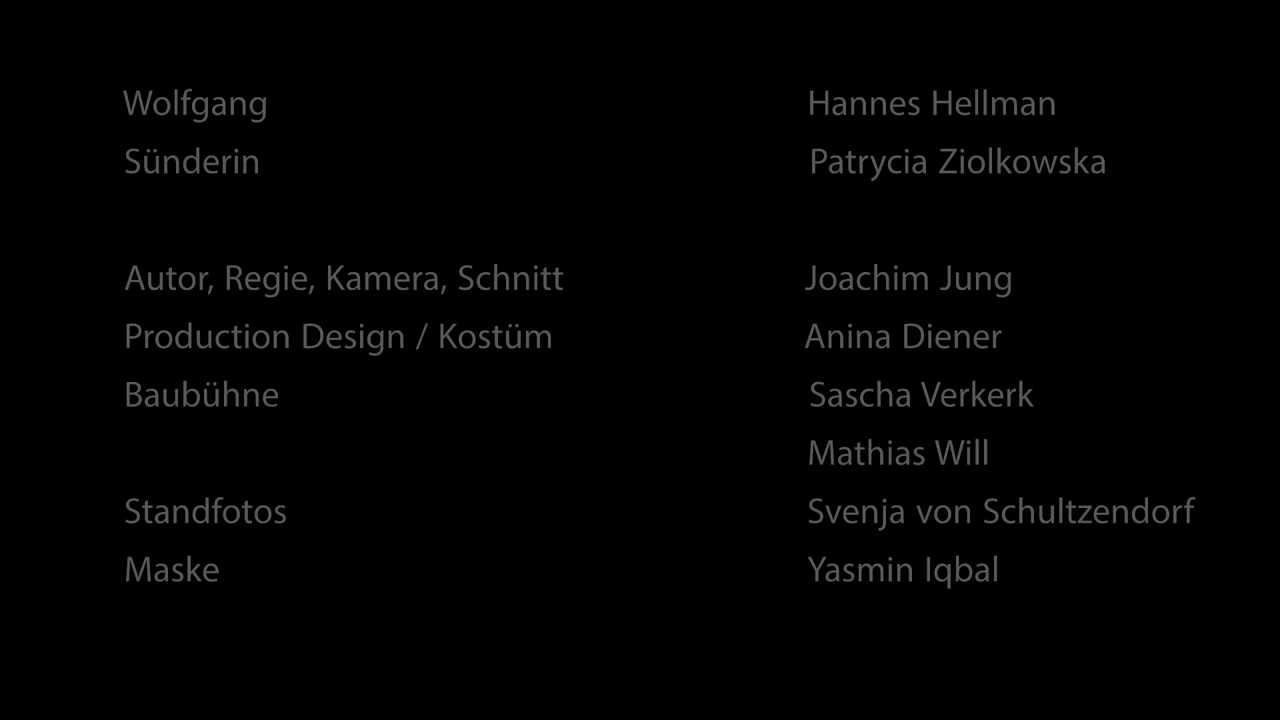 Wolfgang Hannes Hellman
Sünderin Patrycia Ziolkowska
Autor, Regie, Kamera, Schnitt Joachim Jung
Production Design / Kostüm Anina Diener
Baubühne Sascha Verkerk
Mathias Will
Standfotos Svenja von Schultzendorf
Maske Yasmin Iqbal